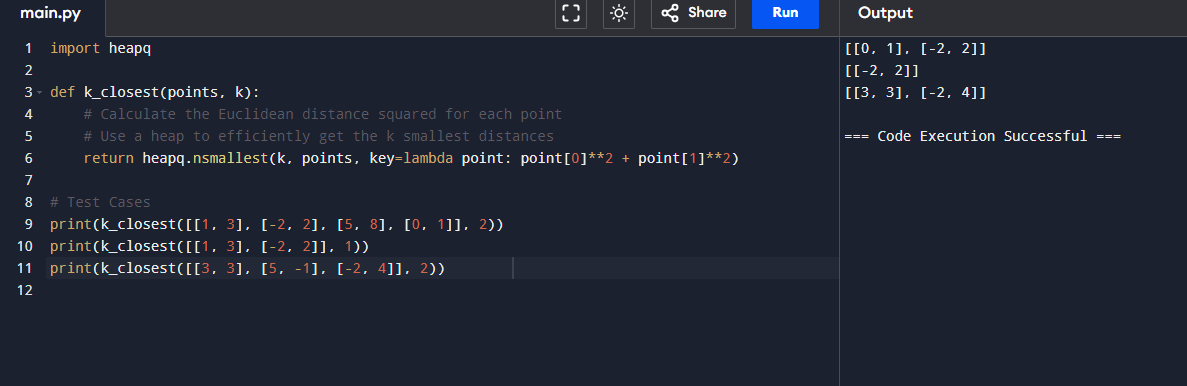 main.py
Share
Run
Output
1 import heapq
2
3 def k_closest(points, k):
4     # Calculate the Euclidean distance squared for each point
5     # Use a heap to efficiently get the k smallest distances
6     return heapq.nsmallest(k, points, key=lambda point: point[0]**2 + point[1]**2)
7
8 # Test Cases
9 print(k_closest([[1, 3], [-2, 2], [5, 8], [0, 1]], 2))
10 print(k_closest([[1, 3], [-2, 2]], 1))
11 print(k_closest([[3, 3], [5, -1], [-2, 4]], 2))
12
[[0, 1], [-2, 2]]
[[-2, 2]]
[[3, 3], [-2, 4]]
=== Code Execution Successful ===